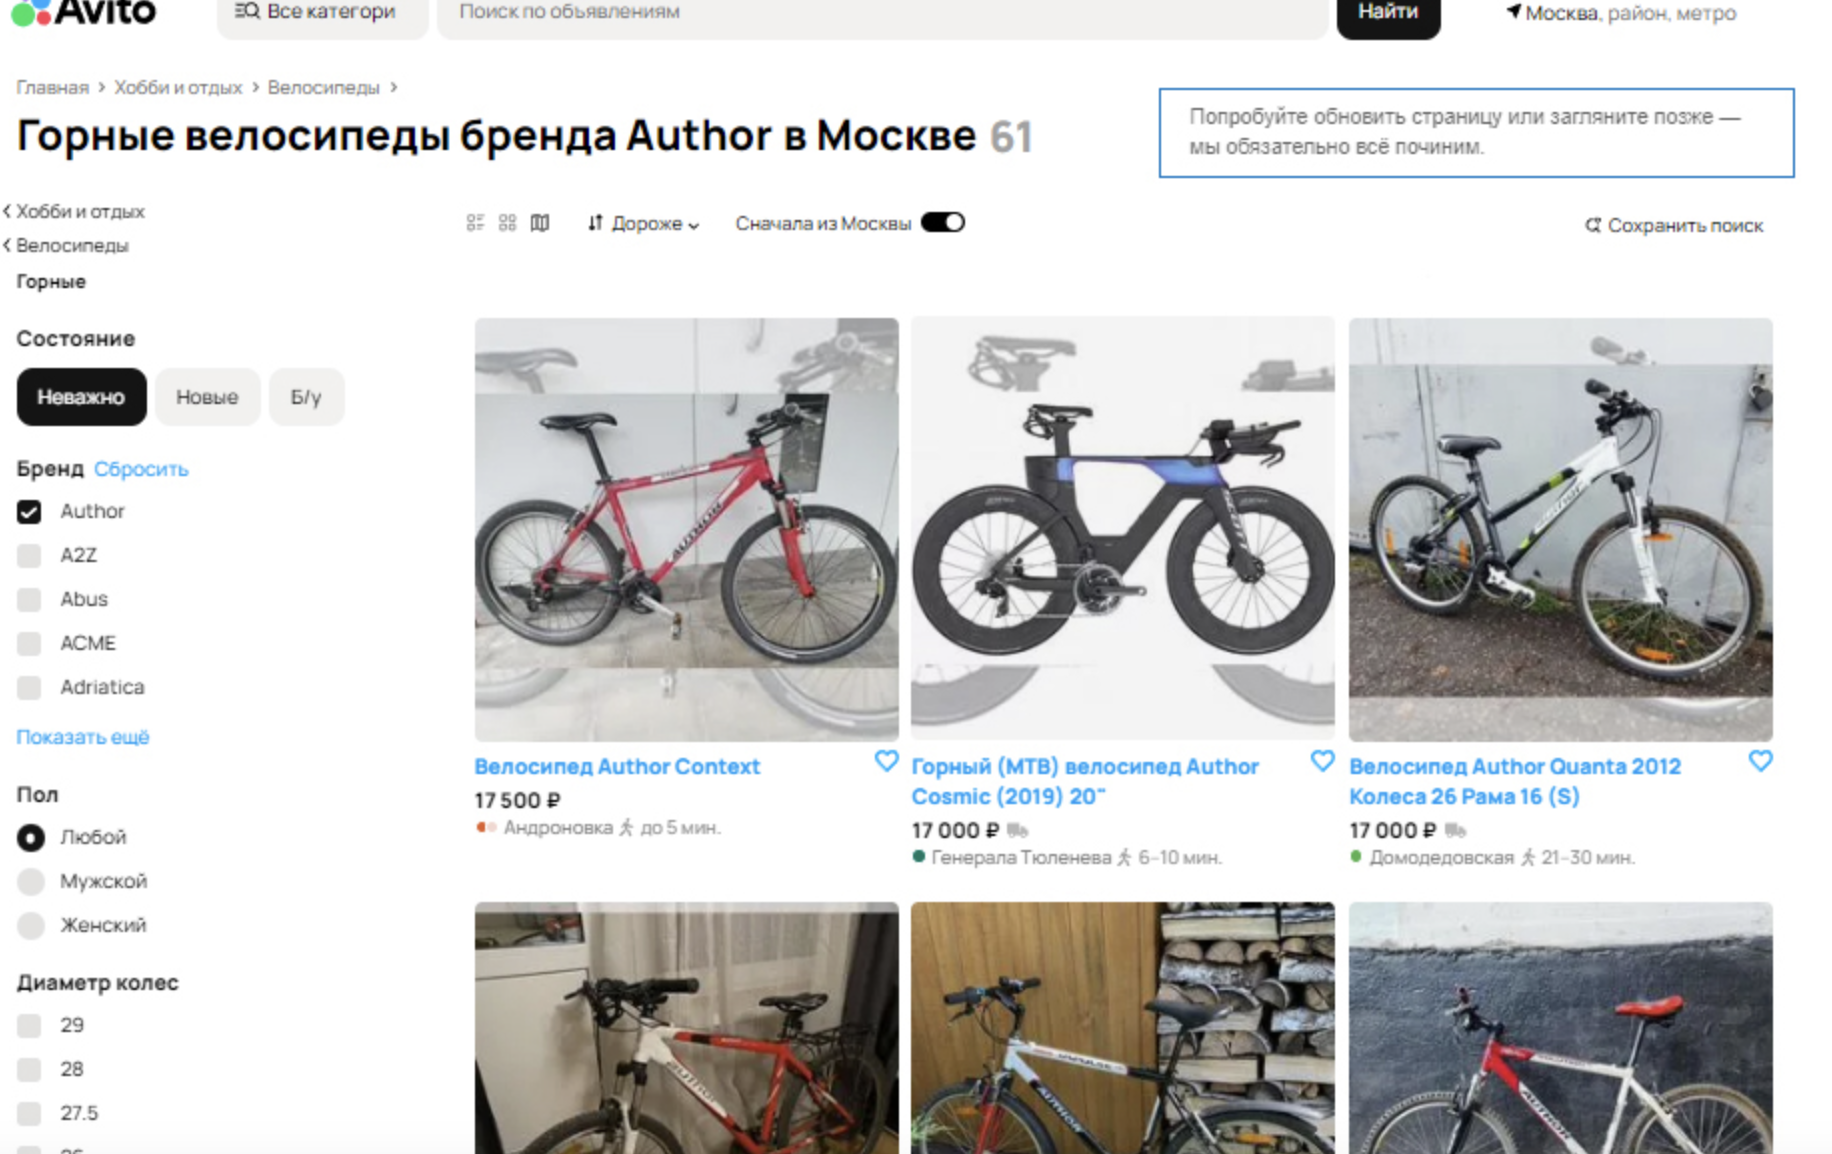 Avito
Все категори
Поиск по объявлениям
Найти
Москва, район, метро
Главная > Хобби и отдых > Велосипеды >
Горные велосипеды бренда Author в Москве 61
Попробуйте обновить страницу или загляните позже —
мы обязательно всё починим.
Хобби и отдых
Велосипеды
Горные
Дороже
Сначала из Москвы
Сохранить поиск
Состояние
Неважно
Новые
Б/у
Бренд Сбросить
Author
A2Z
Abus
ACME
Adriatica
Показать ещё
Пол
Любой
Мужской
Женский
Диаметр колес
29
28
27.5
AUTHOR
Велосипед Author Context
17 500 ₽
Андроновка до 5 мин.
Горный (MTB) велосипед Author
Cosmic (2019) 20"
17 000 ₽
Генерала Тюленева 6–10 мин.
AUTHOR
Велосипед Author Quanta 2012
Колеса 26 Рама 16 (S)
17 000 ₽
Домодедовская 21–30 мин.
AUTHOR
AUTHOR
AUTHOR